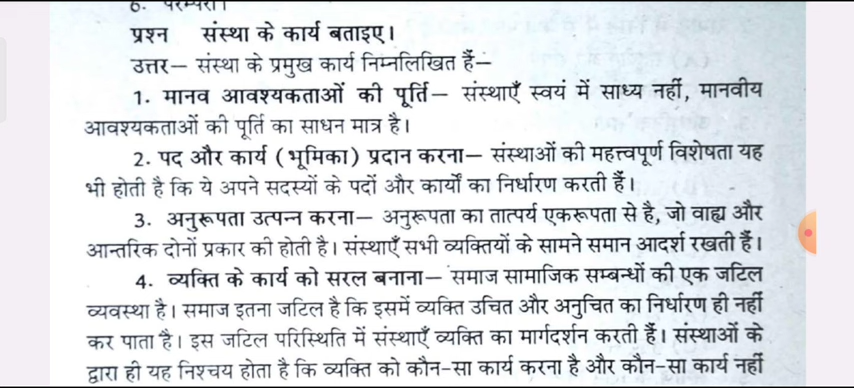 6. परम्परा।
प्रश्न संस्था के कार्य बताइए।
उत्तर— संस्था के प्रमुख कार्य निम्नलिखित हैं—
1. मानव आवश्यकताओं की पूर्ति— संस्थाएँ स्वयं में साध्य नहीं, मानवीय
आवश्यकताओं की पूर्ति का साधन मात्र है।
2. पद और कार्य (भूमिका) प्रदान करना— संस्थाओं की महत्त्वपूर्ण विशेषता यह
भी होती है कि ये अपने सदस्यों के पदों और कार्यों का निर्धारण करती हैं।
3. अनुरूपता उत्पन्न करना— अनुरूपता का तात्पर्य एकरूपता से है, जो वाह्य और
आन्तरिक दोनों प्रकार की होती है। संस्थाएँ सभी व्यक्तियों के सामने समान आदर्श रखती हैं।
4. व्यक्ति के कार्य को सरल बनाना— समाज सामाजिक सम्बन्धों की एक जटिल
व्यवस्था है। समाज इतना जटिल है कि इसमें व्यक्ति उचित और अनुचित का निर्धारण ही नहीं
कर पाता है। इस जटिल परिस्थिति में संस्थाएँ व्यक्ति का मार्गदर्शन करती हैं। संस्थाओं के
द्वारा ही यह निश्चय होता है कि व्यक्ति को कौन-सा कार्य करना है और कौन-सा कार्य नहीं